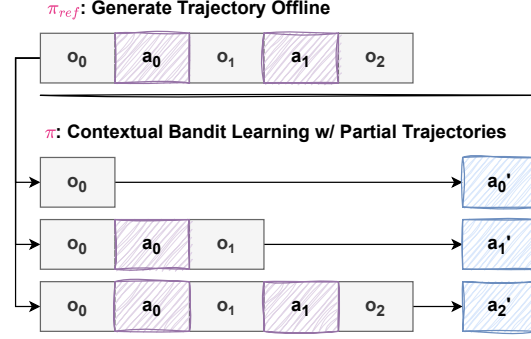 π_ref: Generate Trajectory Offline
o₀ a₀ o₁ a₁ o₂
π: Contextual Bandit Learning w/ Partial Trajectories
o₀ a₀'
o₀ a₀ o₁ a₁'
o₀ a₀ o₁ a₁ o₂ a₂'